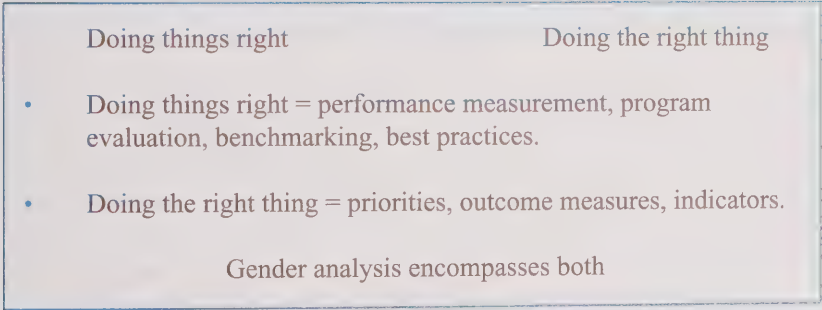 Doing things right Doing the right thing
• Doing things right = performance measurement, program
evaluation, benchmarking, best practices.
• Doing the right thing = priorities, outcome measures, indicators.
Gender analysis encompasses both